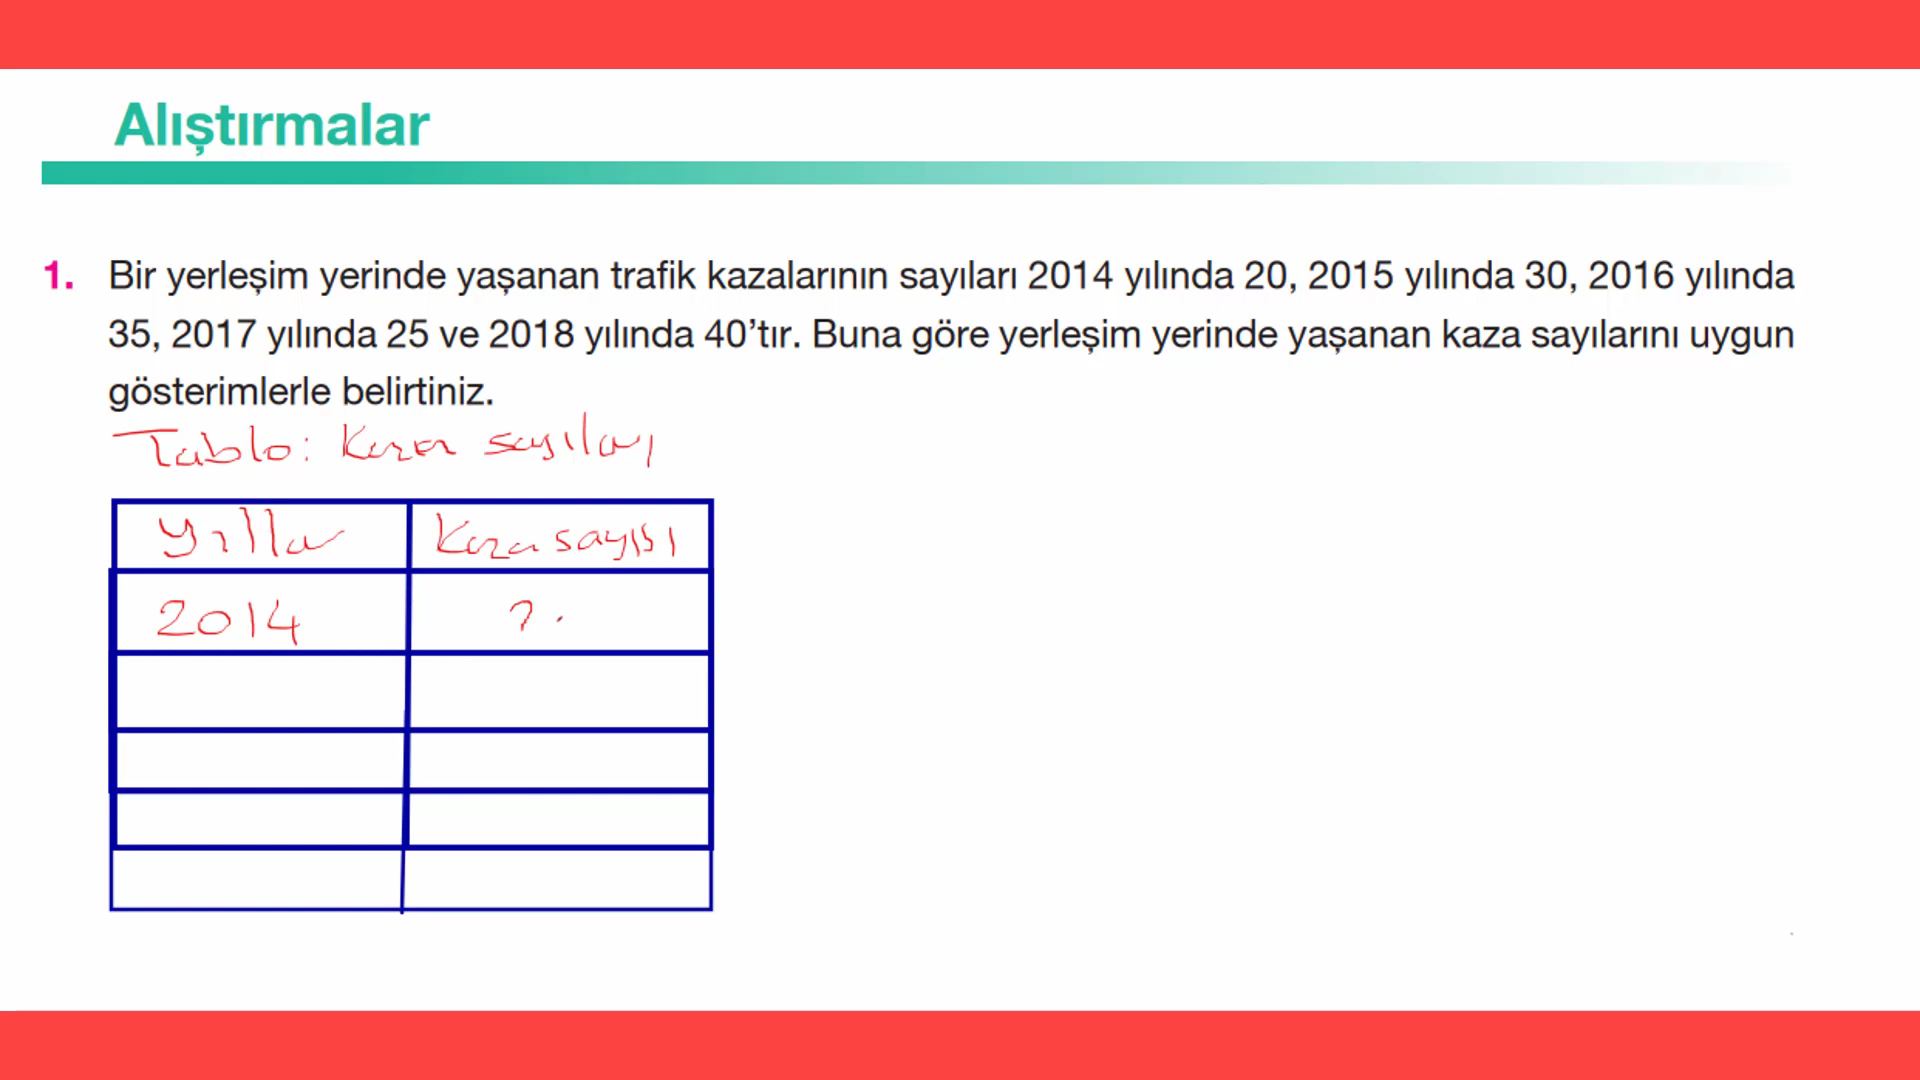 Alıştırmalar
1. Bir yerleşim yerinde yaşanan trafik kazalarının sayıları 2014 yılında 20, 2015 yılında 30, 2016 yılında
35, 2017 yılında 25 ve 2018 yılında 40’tır. Buna göre yerleşim yerinde yaşanan kaza sayılarını uygun
gösterimlerle belirtiniz.
Tablo: Kaza sayıları
Yıllar Kaza sayısı
2014